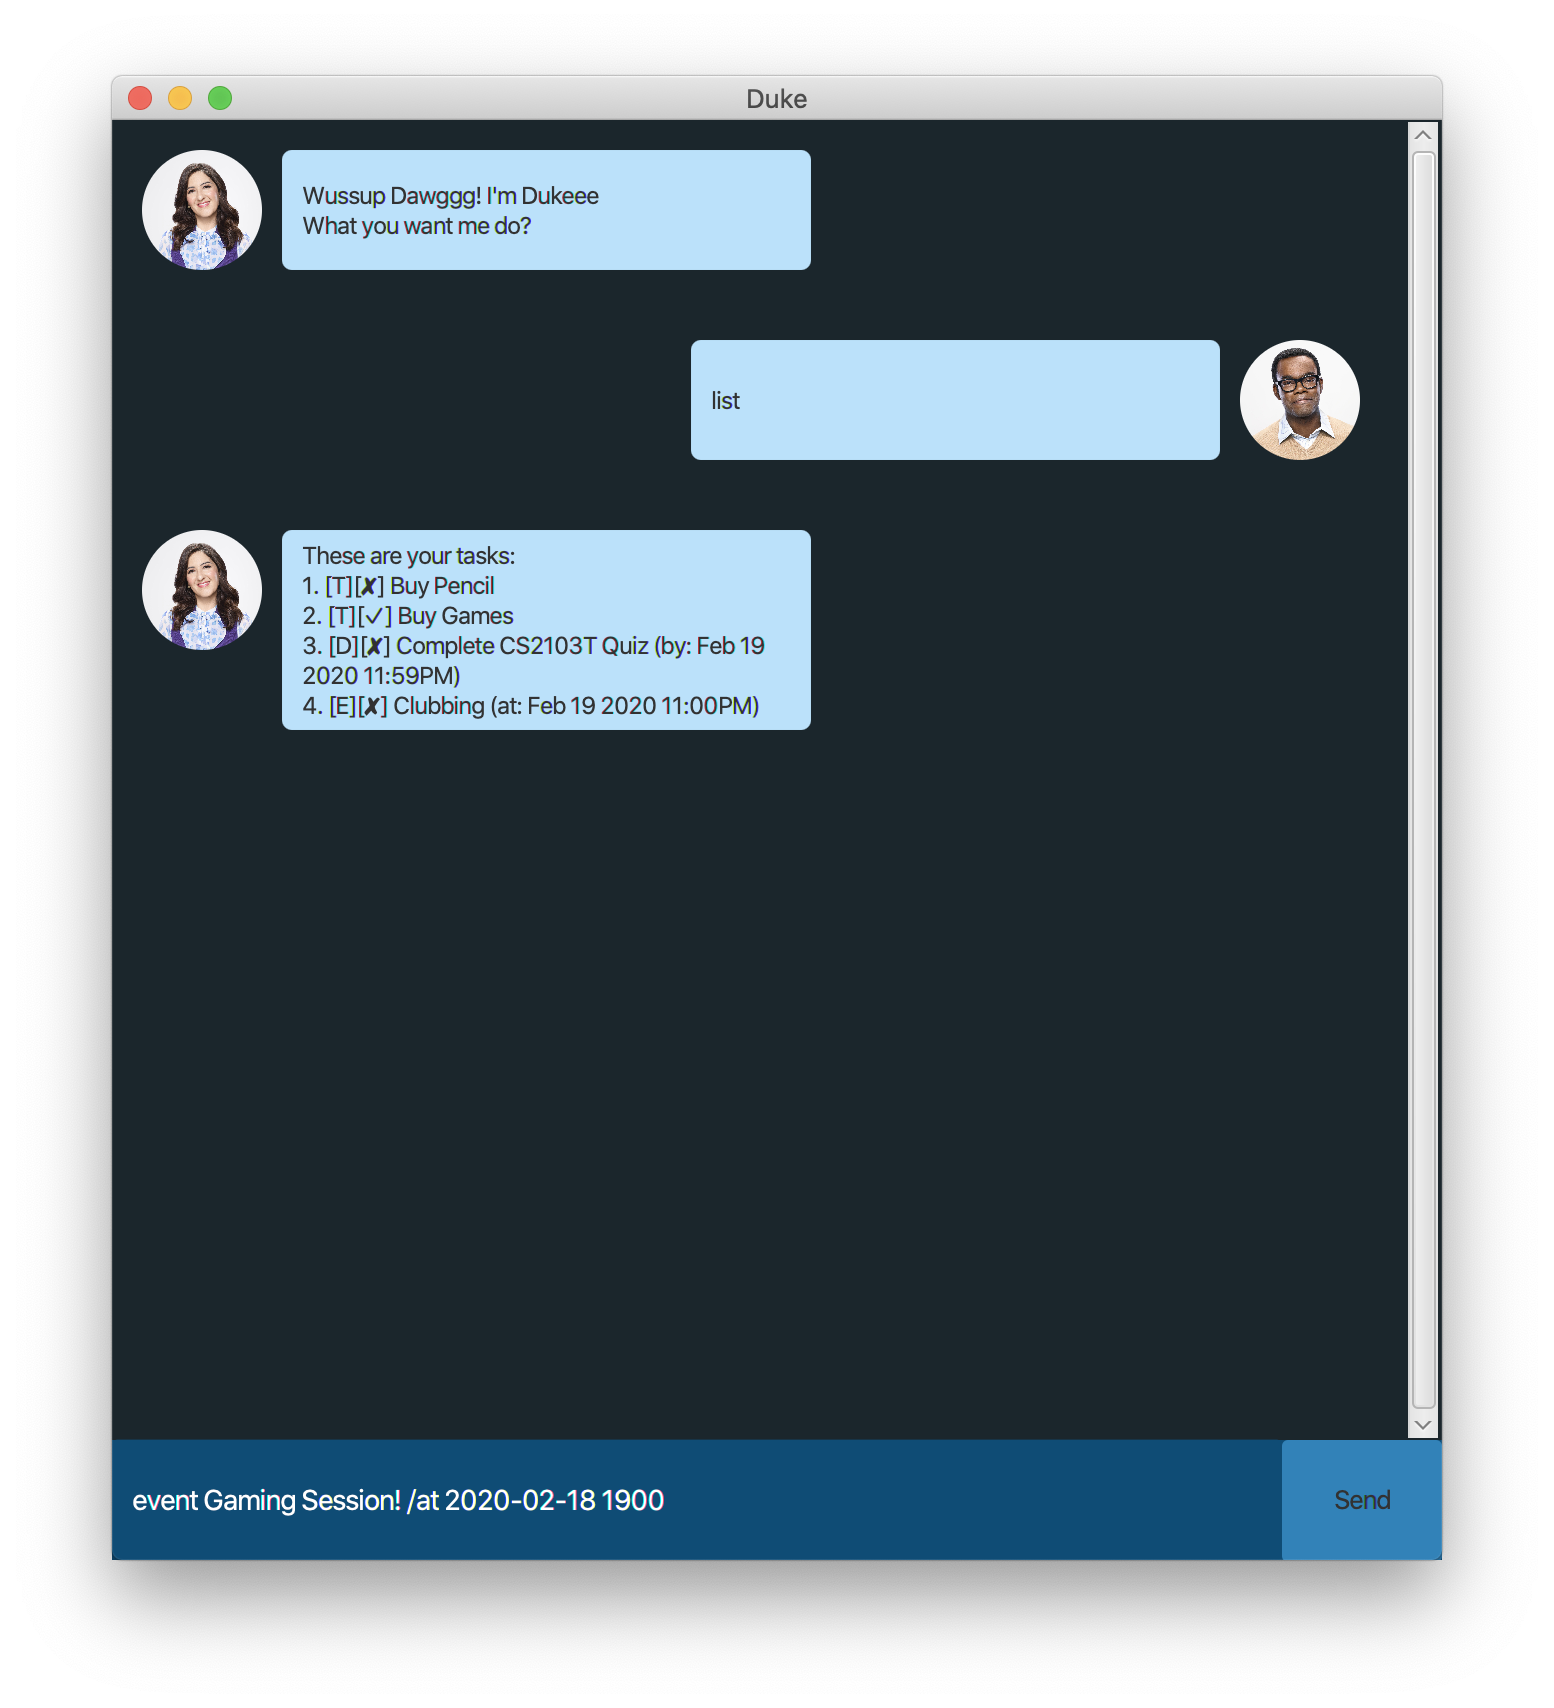 Duke
Wussup Dawggg! I'm Dukeee
What you want me do?
list
These are your tasks:
1. [T][✘] Buy Pencil
2. [T][✓] Buy Games
3. [D][✘] Complete CS2103T Quiz (by: Feb 19
2020 11:59PM)
4. [E][✘] Clubbing (at: Feb 19 2020 11:00PM)
event Gaming Session! /at 2020-02-18 1900
Send